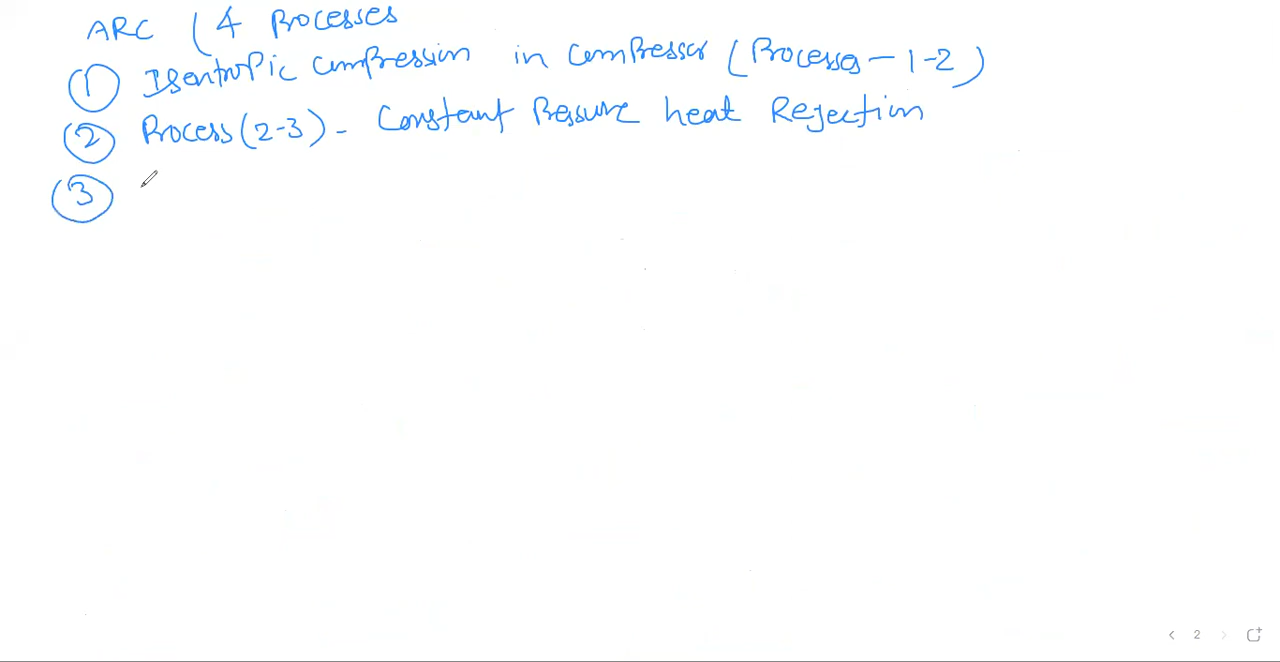 ARC ( 4 Processes
① Isentropic compression in compressor (Processes - 1-2)
② Process (2-3) - Constant Pressure heat Rejection
③
2